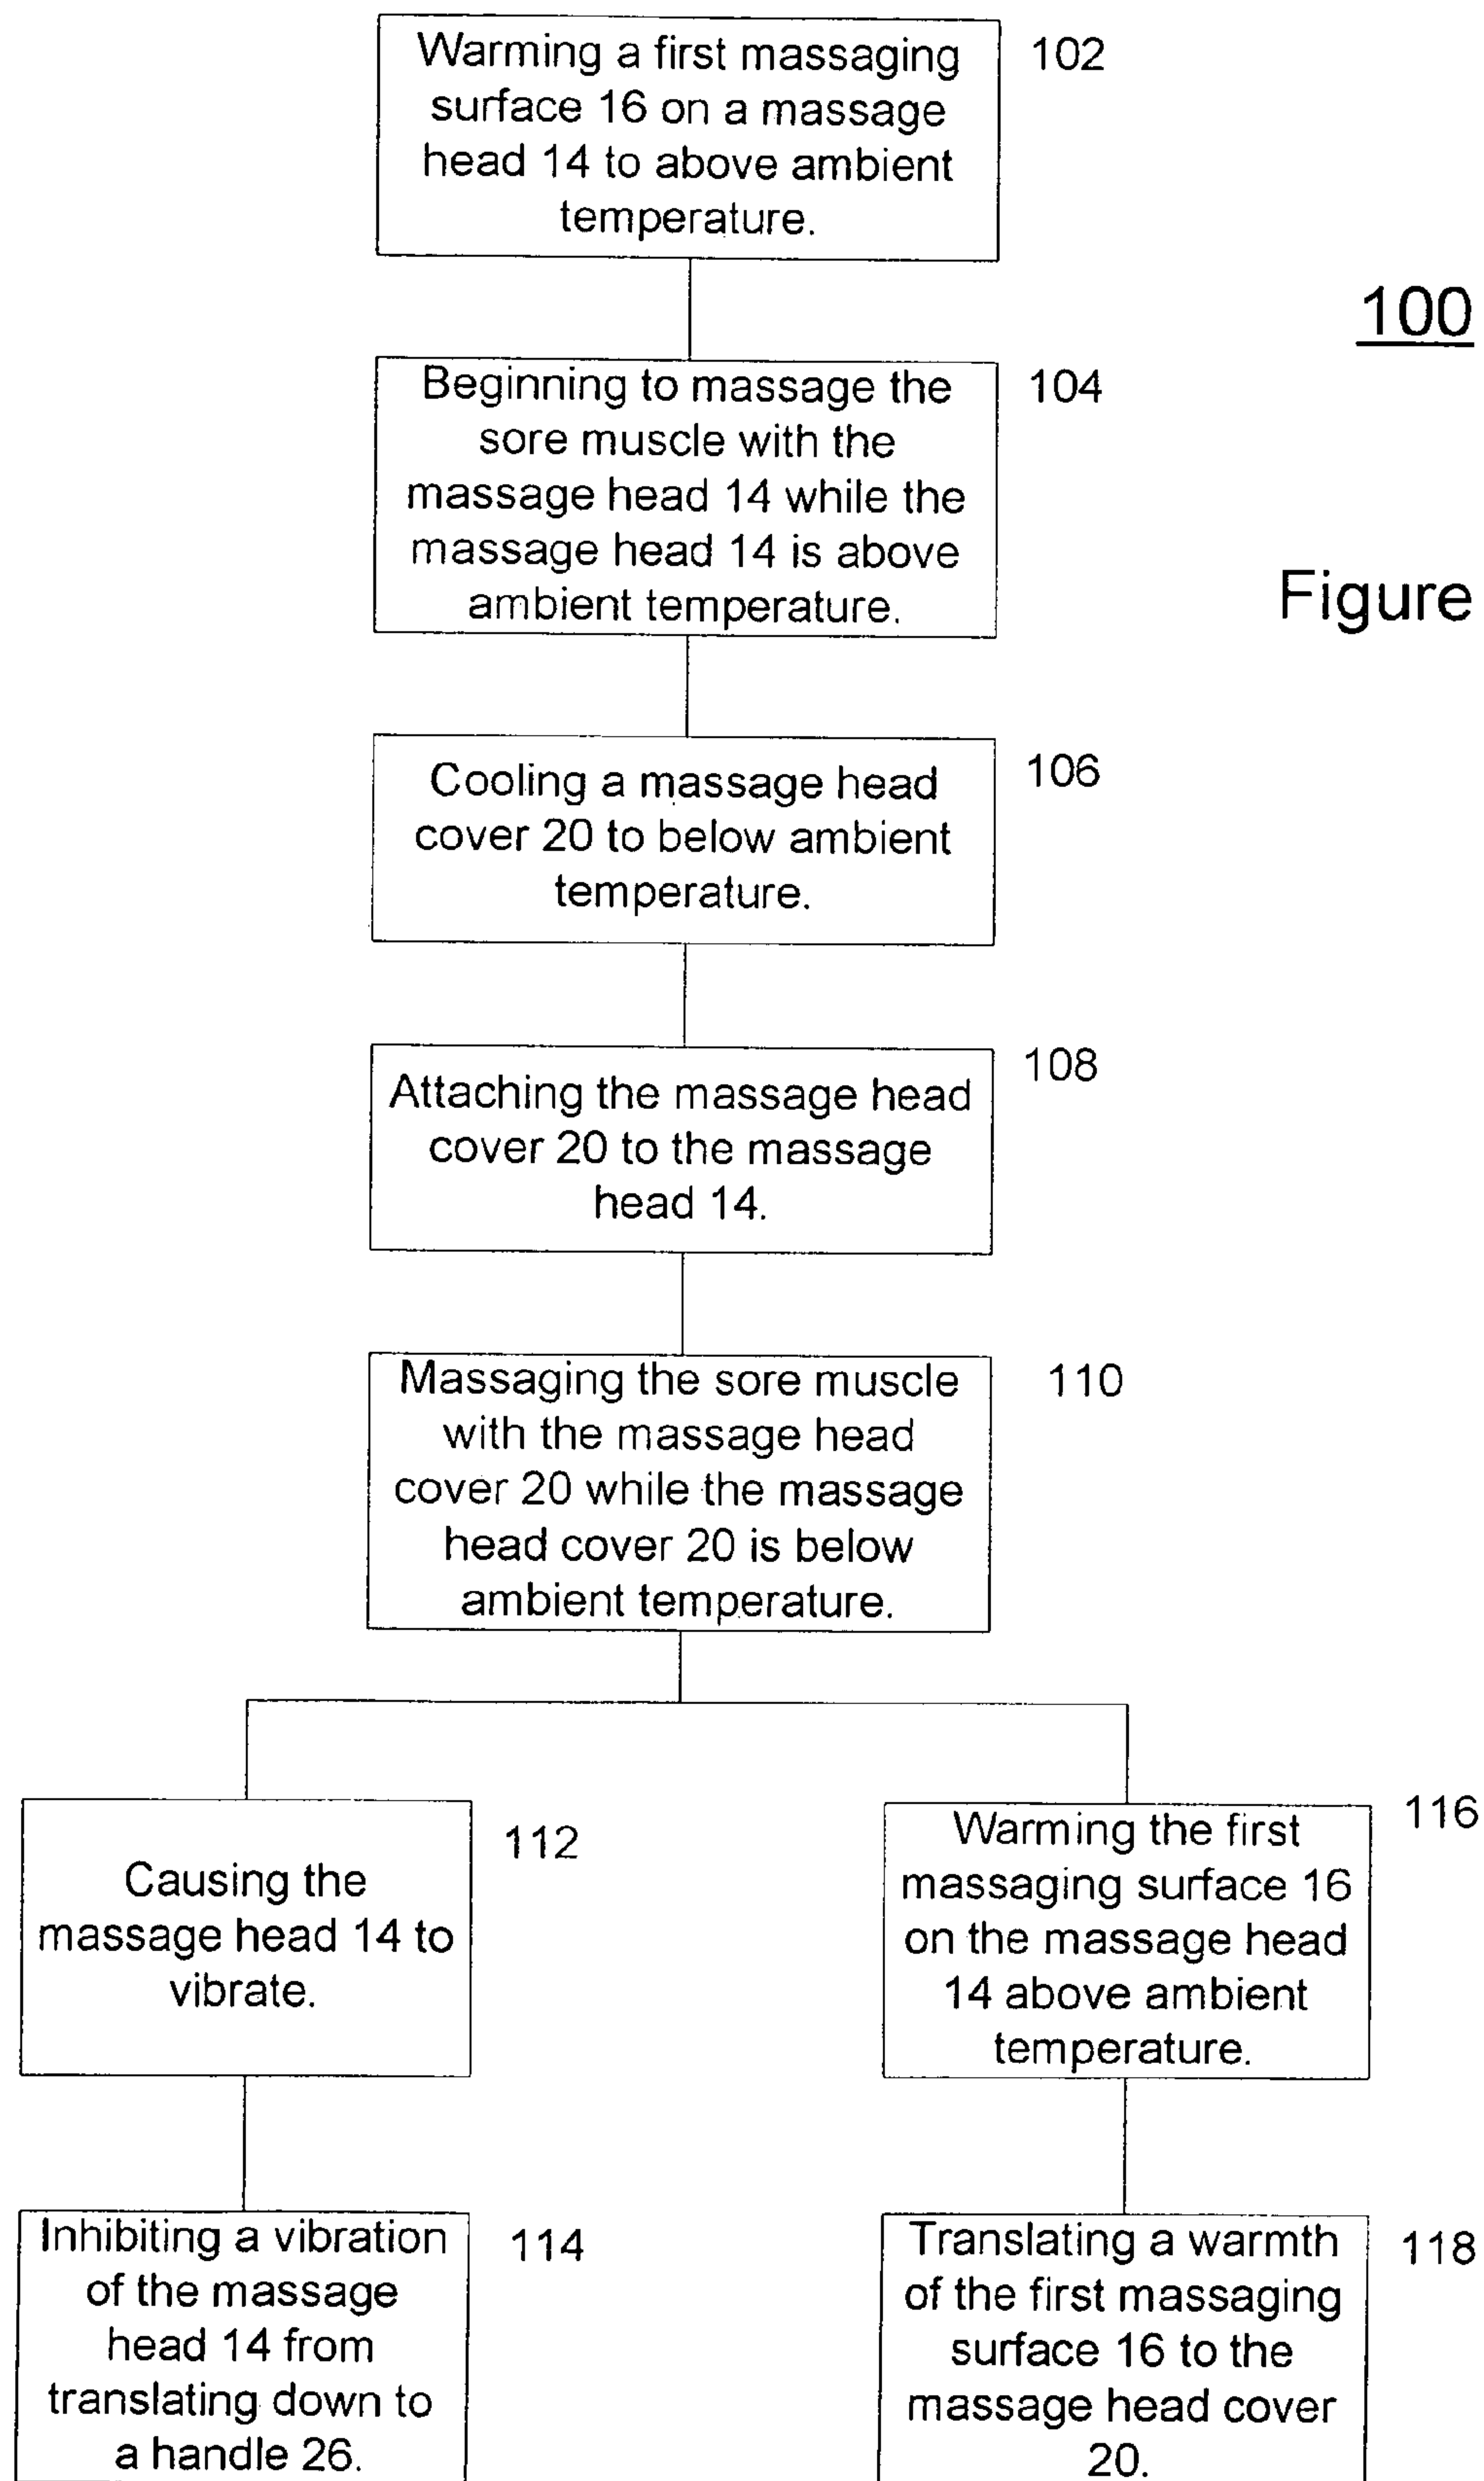 Warming a first massaging
surface 16 on a massage
head 14 to above ambient
temperature.
102
100
Beginning to massage the
sore muscle with the
massage head 14 while the
massage head 14 is above
ambient temperature.
104
Figure
Cooling a massage head
cover 20 to below ambient
temperature.
106
Attaching the massage head
cover 20 to the massage
head 14.
108
Massaging the sore muscle
with the massage head
cover 20 while the massage
head cover 20 is below
ambient temperature.
110
Causing the
massage head 14 to
vibrate.
112
Warming the first
massaging surface 16
on the massage head
14 above ambient
temperature.
116
Inhibiting a vibration
of the massage
head 14 from
translating down to
a handle 26.
114
Translating a warmth
of the first massaging
surface 16 to the
massage head cover
20.
118